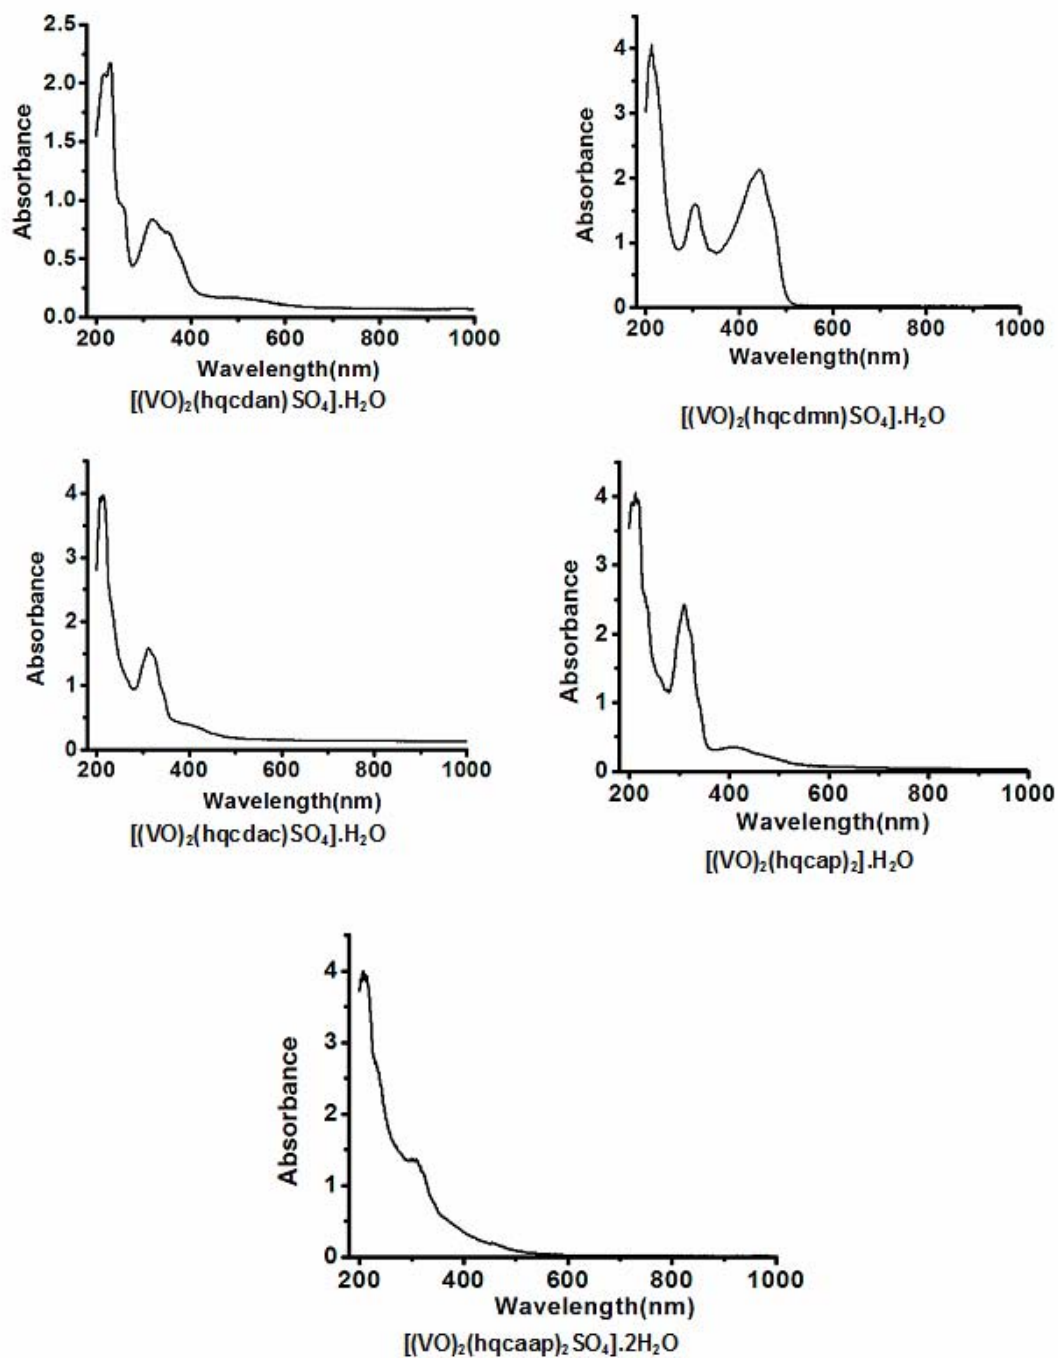 2.5
2.0
1.5
1.0
0.5
0.0
Absorbance
200 400 600 800 1000
Wavelength(nm)
[(VO)₂(hqcdan)SO₄].H₂O
4
3
2
1
0
Absorbance
200 400 600 800 1000
Wavelength(nm)
[(VO)₂(hqcdmn)SO₄].H₂O
4
3
2
1
0
Absorbance
200 400 600 800 1000
Wavelength(nm)
[(VO)₂(hqcdac)SO₄].H₂O
4
3
2
1
0
Absorbance
200 400 600 800 1000
Wavelength(nm)
[(VO)₂(hqcap)₂].H₂O
4
3
2
1
0
Absorbance
200 400 600 800 1000
Wavelength(nm)
[(VO)₂(hqcaap)₂SO₄].2H₂O